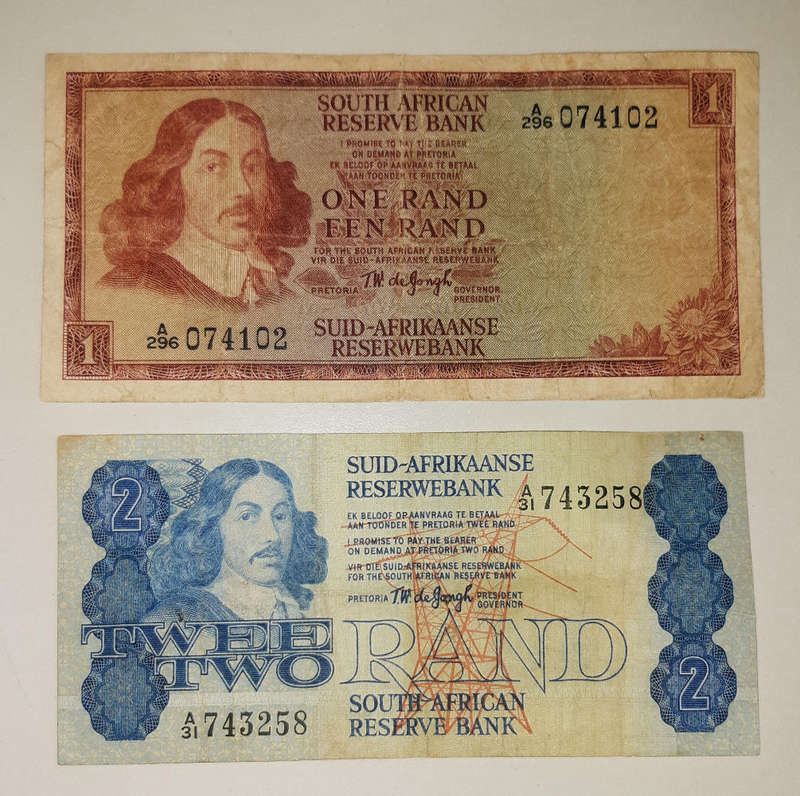 SOUTH AFRICAN
RESERVE BANK
A/296 074102
1
I PROMISE TO PAY THE BEARER
ON DEMAND AT PRETORIA
EK BELOOF OP AANVRAAG TE BETAAL
AAN TOONDER TE PRETORIA
ONE RAND
EEN RAND
FOR THE SOUTH AFRICAN RESERVE BANK
VIR DIE SUID-AFRIKAANSE RESERWEBANK
T.W. de Jongh
PRETORIA
GOVERNOR
PRESIDENT
1
A/296 074102
SUID-AFRIKAANSE
RESERWEBANK
2
SUID-AFRIKAANSE
RESERWEBANK
A/31 743258
EK BELOOF OP AANVRAAG TE BETAAL
AAN TOONDER TE PRETORIA TWEE RAND
I PROMISE TO PAY THE BEARER
ON DEMAND AT PRETORIA TWO RAND
VIR DIE SUID-AFRIKAANSE RESERWEBANK
FOR THE SOUTH AFRICAN RESERVE BANK
PRETORIA T.W. de Jongh PRESIDENT
GOVERNOR
TWEE
TWO RAND
2
SOUTH AFRICAN
RESERVE BANK
A/31 743258